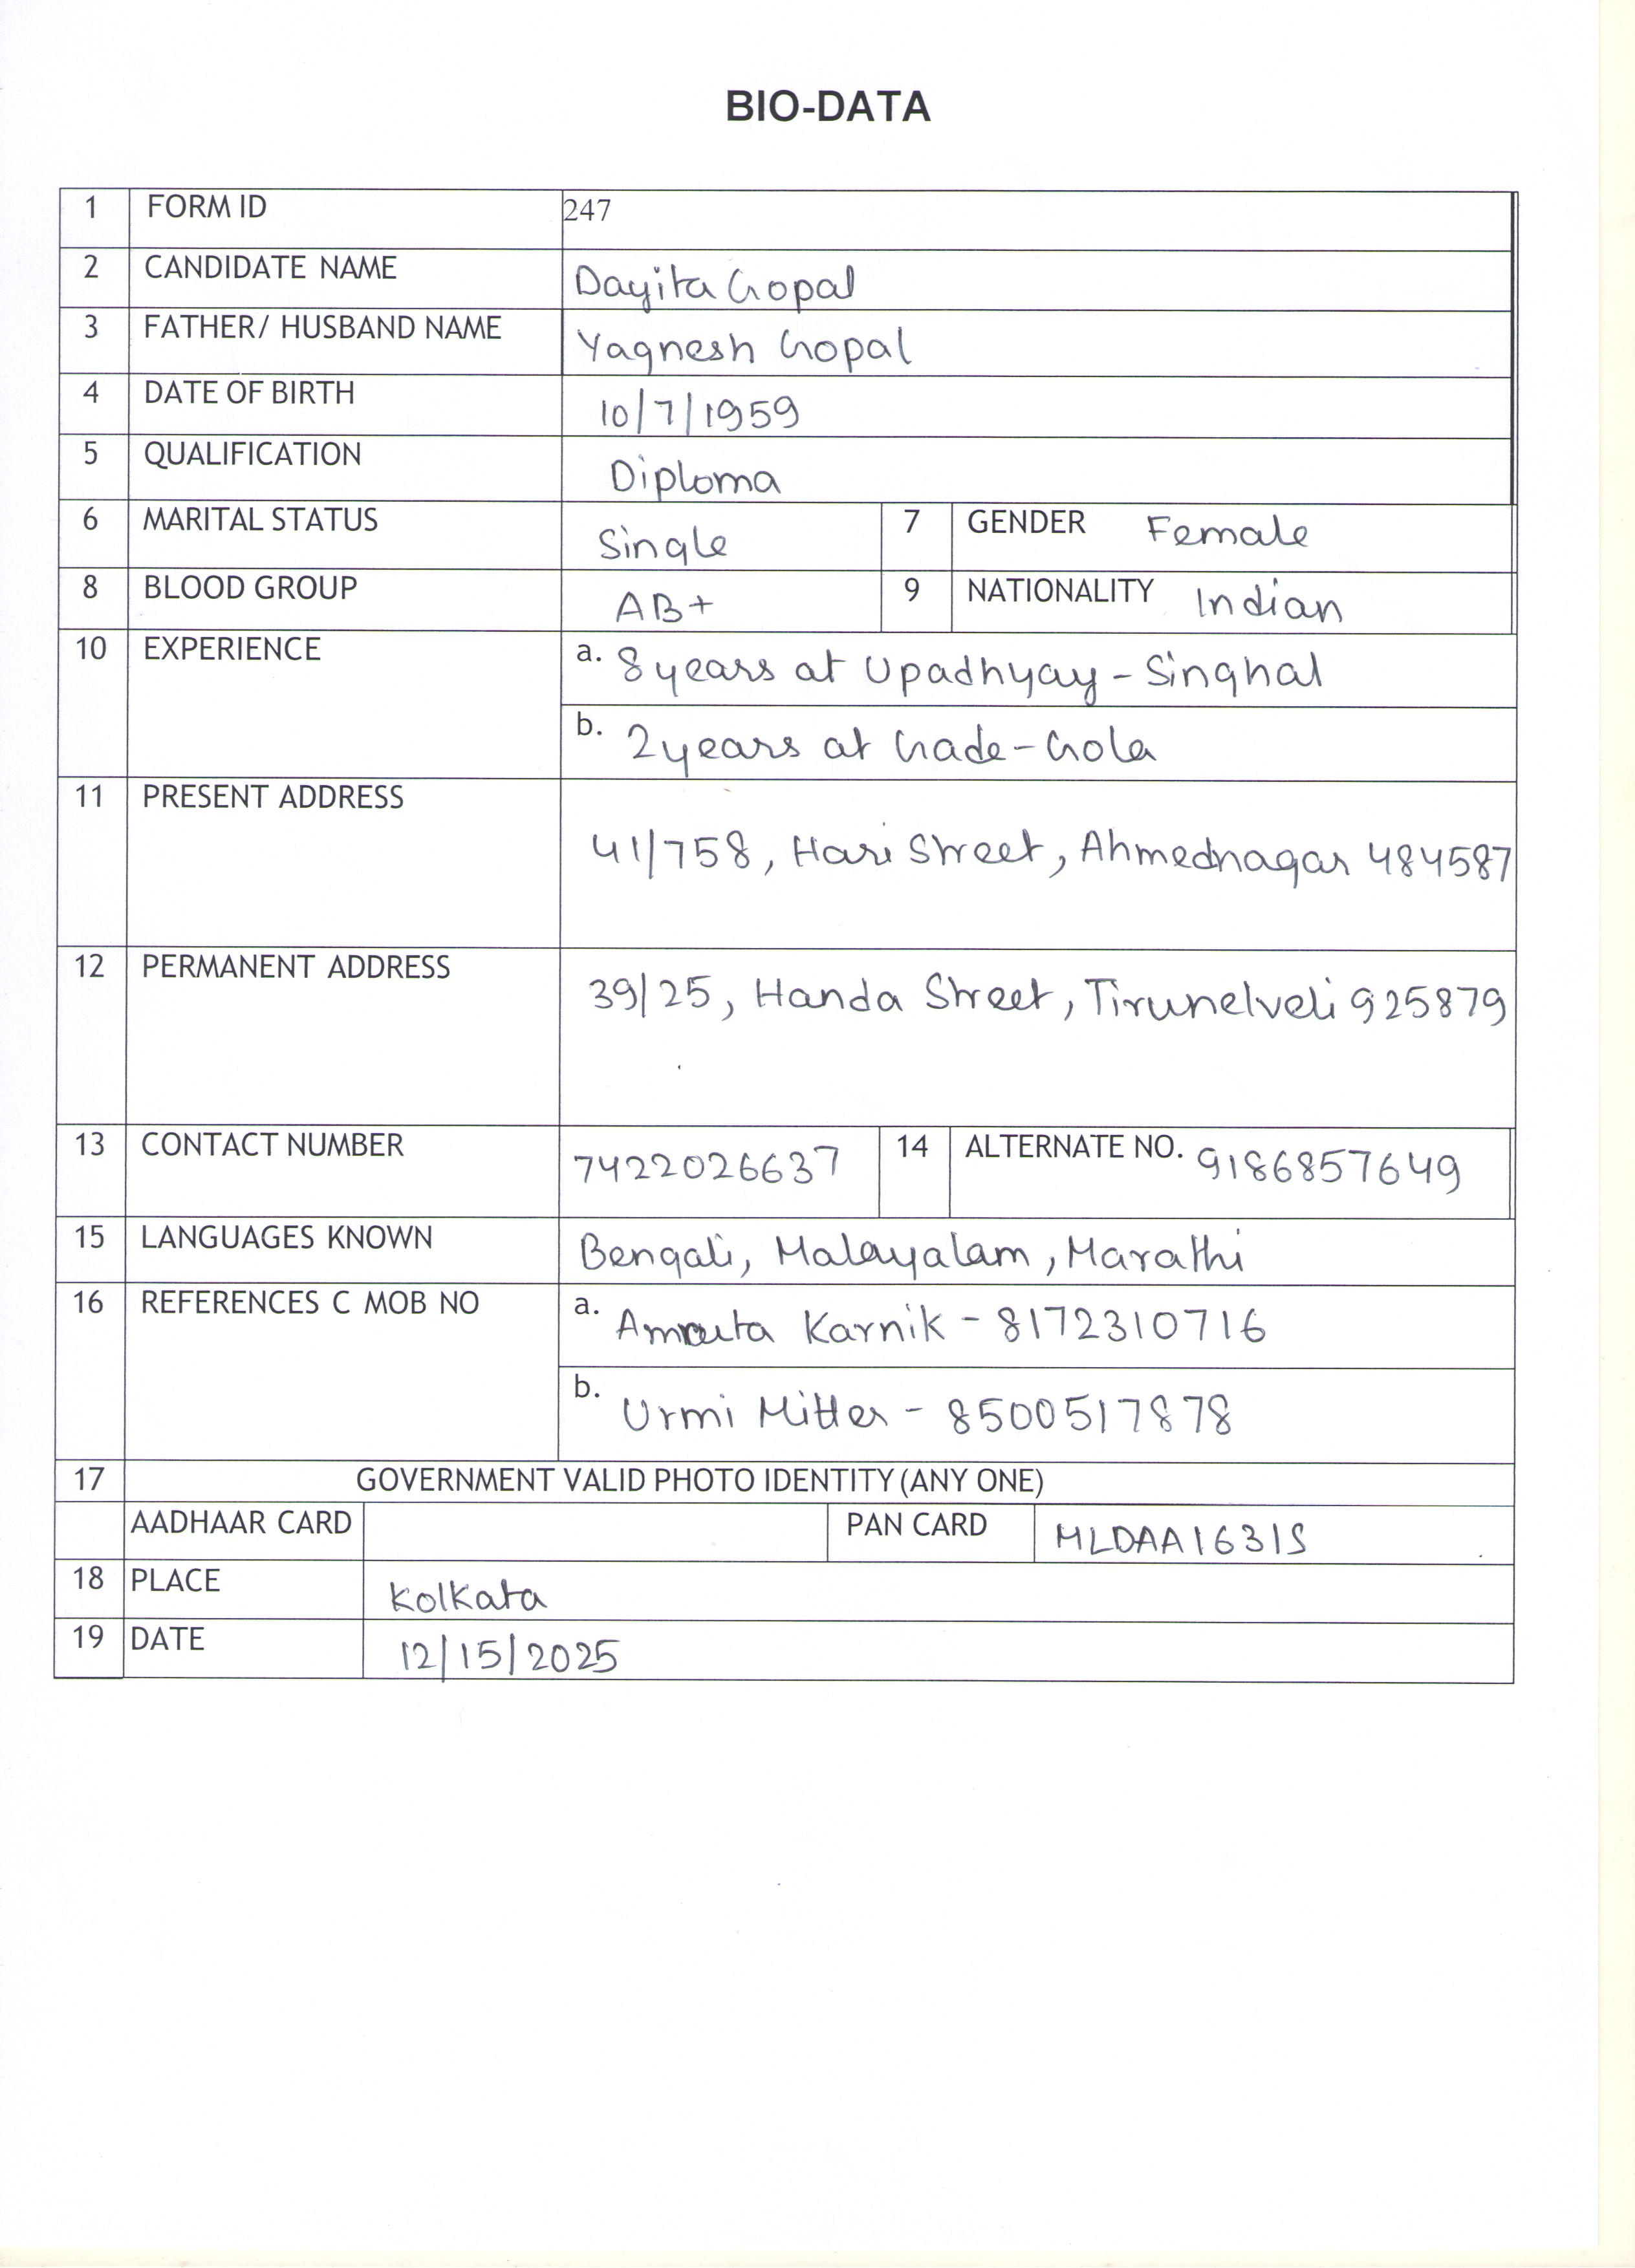 BIO-DATA
1 FORM ID 247
2 CANDIDATE NAME Dayita Gopal
3 FATHER/ HUSBAND NAME Yagnesh Gopal
4 DATE OF BIRTH 10/7/1959
5 QUALIFICATION Diploma
6 MARITAL STATUS Single 7 GENDER Female
8 BLOOD GROUP AB+ 9 NATIONALITY Indian
10 EXPERIENCE a. 8 years at Upadhyay - Singhal
b. 2 years at Gade - Gola
11 PRESENT ADDRESS 41/758, Hari Street, Ahmednagar 484587
12 PERMANENT ADDRESS 39/25, Handa Street, Tirunelveli 925879
13 CONTACT NUMBER 7422026637 14 ALTERNATE NO. 9186857649
15 LANGUAGES KNOWN Bengali, Malayalam, Marathi
16 REFERENCES C MOB NO a. Karnik - 8172310716
b. Urmi Mitter - 8500517878
17 GOVERNMENT VALID PHOTO IDENTITY (ANY ONE)
AADHAAR CARD PAN CARD MLDAA1631S
18 PLACE Kolkata
19 DATE 12/15/2025